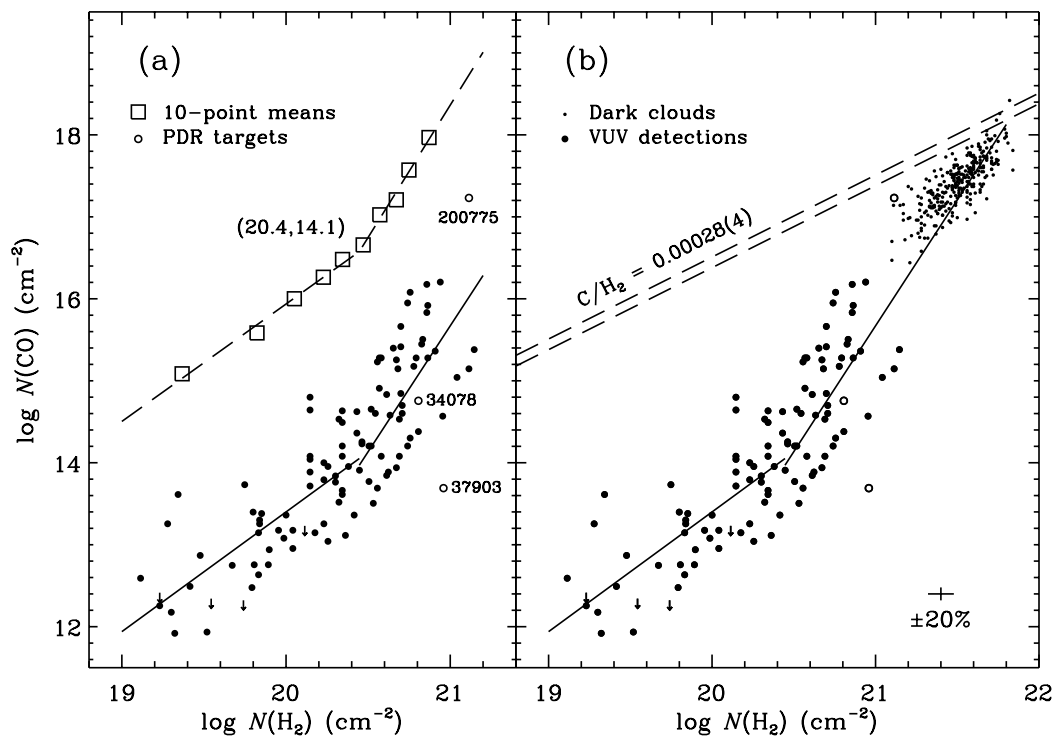 (a)
10−point means
PDR targets
18
(20.4,14.1)
200775
16
34078
14
37903
12
19
20
21
log N(H₂) (cm⁻²)
log N(CO) (cm⁻²)
(b)
Dark clouds
VUV detections
C/H₂ = 0.00028(4)
±20%
19
20
21
22
log N(H₂) (cm⁻²)